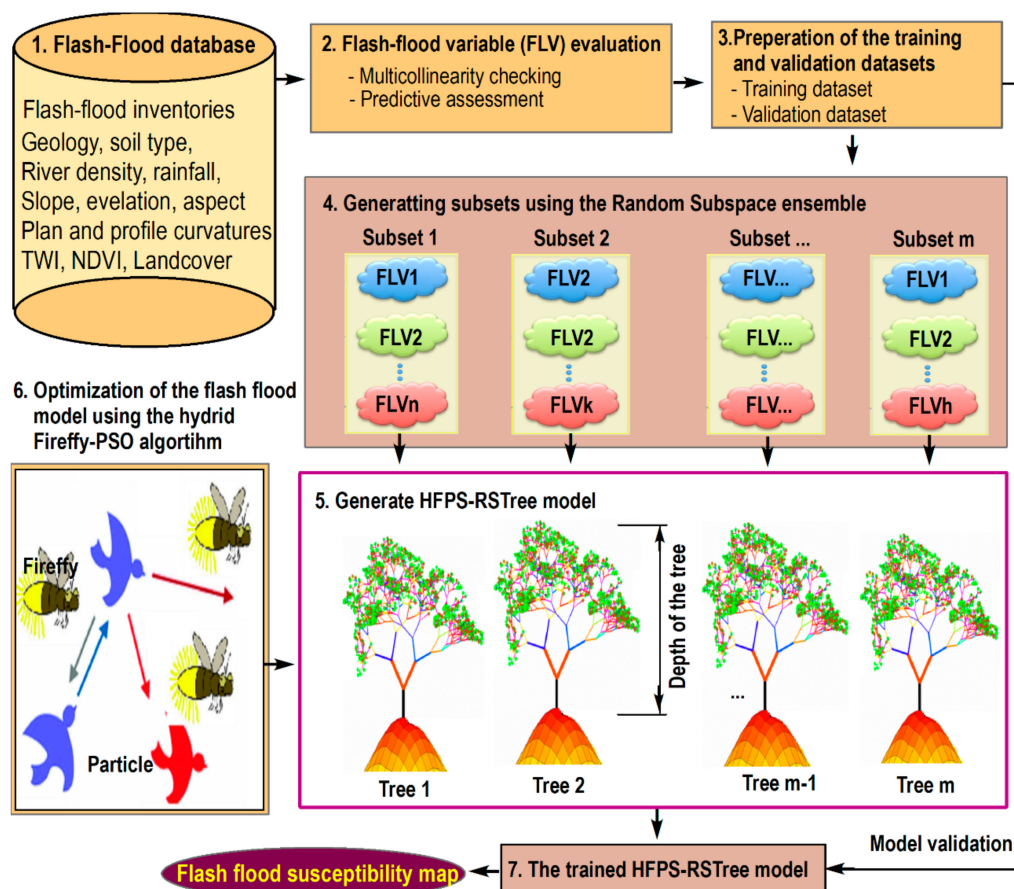 1. Flash-Flood database
Flash-flood inventories
Geology, soil type,
River density, rainfall,
Slope, evelation, aspect
Plan and profile curvatures
TWI, NDVI, Landcover
2. Flash-flood variable (FLV) evaluation
- Multicollinearity checking
- Predictive assessment
3.Preperation of the training
and validation datasets
- Training dataset
- Validation dataset
4. Generatting subsets using the Random Subspace ensemble
Subset 1
Subset 2
Subset ...
Subset m
FLV1
FLV2
FLV...
FLV1
FLV2
FLV2
FLV...
FLV2
FLVn
FLVk
FLV...
FLVh
6. Optimization of the flash flood
model using the hydrid
Fireffy-PSO algortihm
Fireffy
Particle
5. Generate HFPS-RSTree model
Depth of the tree
...
Tree 1
Tree 2
Tree m-1
Tree m
Model validation
7. The trained HFPS-RSTree model
Flash flood susceptibility map